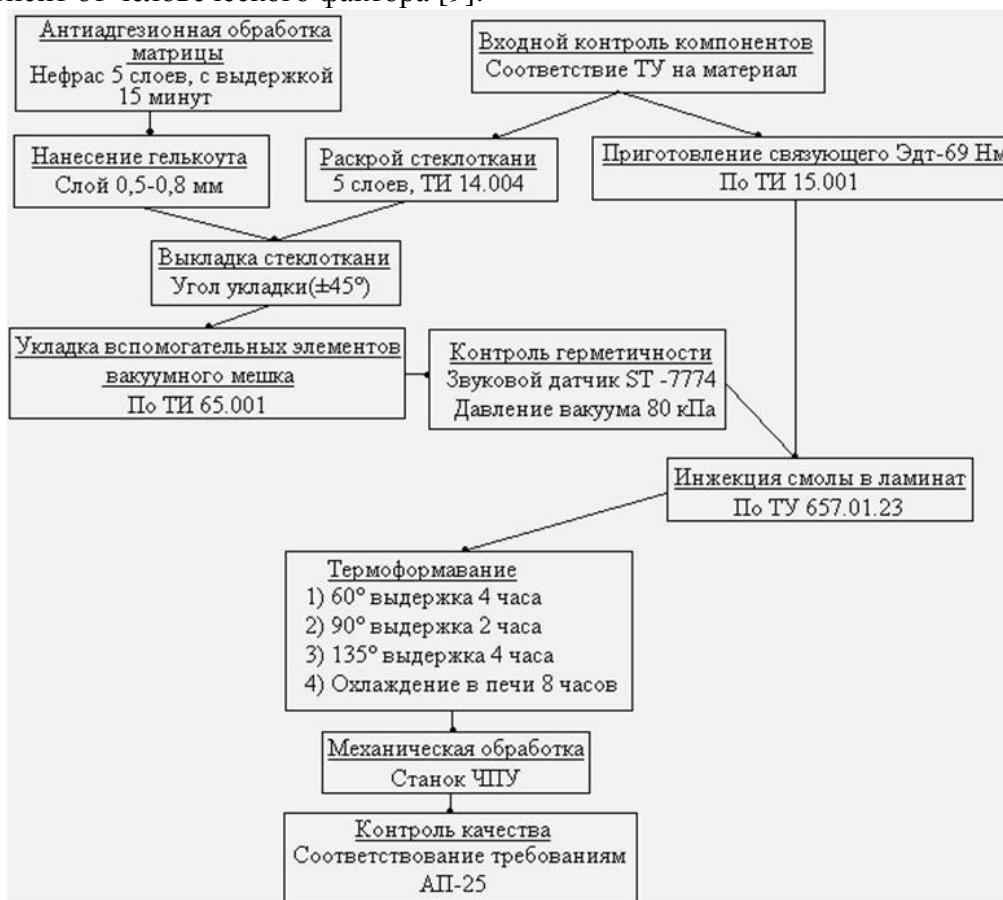 от человеческого фактора [9].
Антиадгезионная обработка
матрицы
Нефрас 5 слоев, с выдержкой
15 минут
Входной контроль компонентов
Соответствие ТУ на материал
Нанесение гелькоута
Слой 0,5-0,8 мм
Раскрой стеклоткани
5 слоев, ТИ 14.004
Приготовление связующего Эдт-69 Нм
По ТИ 15.001
Выкладка стеклоткани
Угол укладки(±45°)
Укладка вспомогательных элементов
вакуумного мешка
По ТИ 65.001
Контроль герметичности
Звуковой датчик ST -7774
Давление вакуума 80 кПа
Инжекция смолы в ламинат
По ТУ 657.01.23
Термоформавание
1) 60° выдержка 4 часа
2) 90° выдержка 2 часа
3) 135° выдержка 4 часа
4) Охлаждение в печи 8 часов
Механическая обработка
Станок ЧПУ
Контроль качества
Соответствование требованиям
АП-25